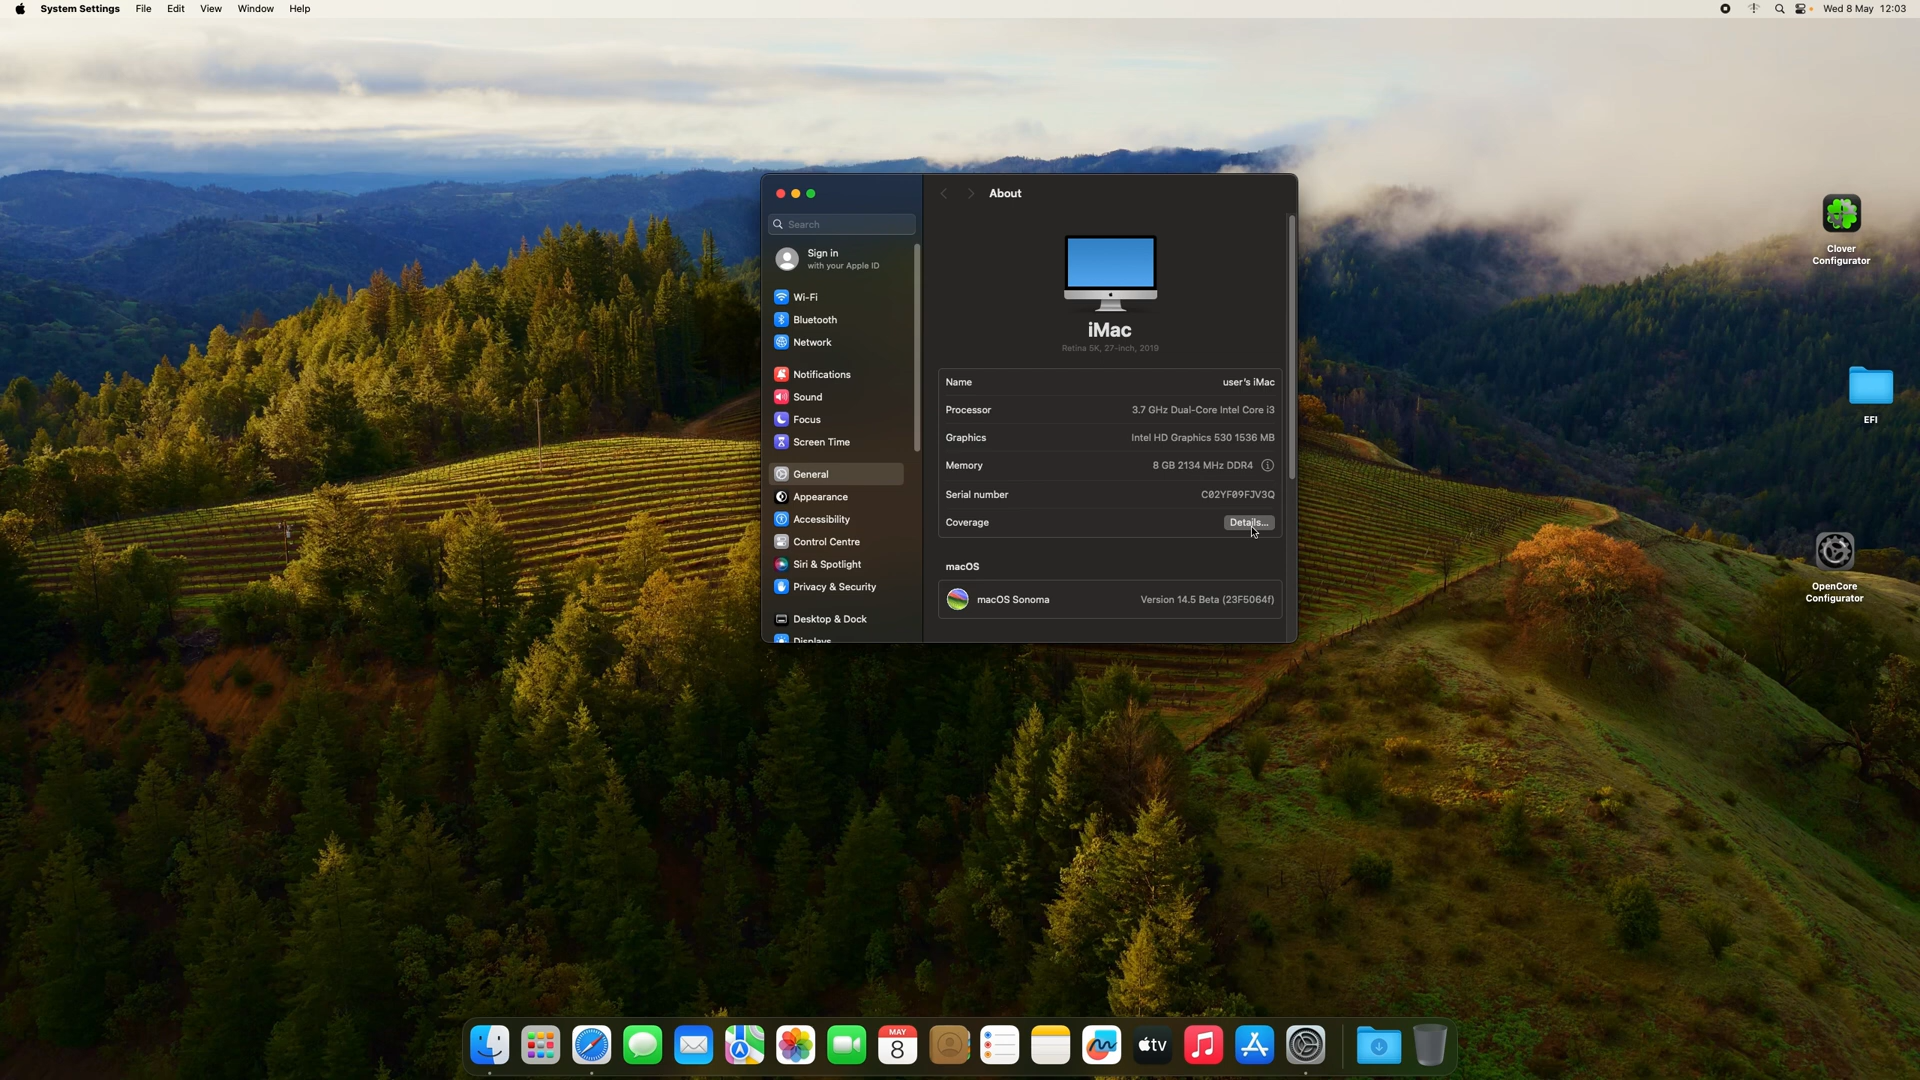 System Settings File Edit View Window Help
Wed 8 May 12:03
Search
Sign in
with your Apple ID
Wi-Fi
Bluetooth
Network
Notifications
Sound
Focus
Screen Time
General
Appearance
Accessibility
Control Centre
Siri & Spotlight
Privacy & Security
Desktop & Dock
Displays
About
iMac
Retina 5K, 27-inch, 2019
Name user's iMac
Processor 3.7 GHz Dual-Core Intel Core i3
Graphics Intel HD Graphics 530 1536 MB
Memory 8 GB 2134 MHz DDR4
Serial number C02YF09FJV3Q
Coverage Details...
macOS
macOS Sonoma Version 14.5 Beta (23F5064f)
Clover
Configurator
EFI
OpenCore
Configurator
MAY
8
tv